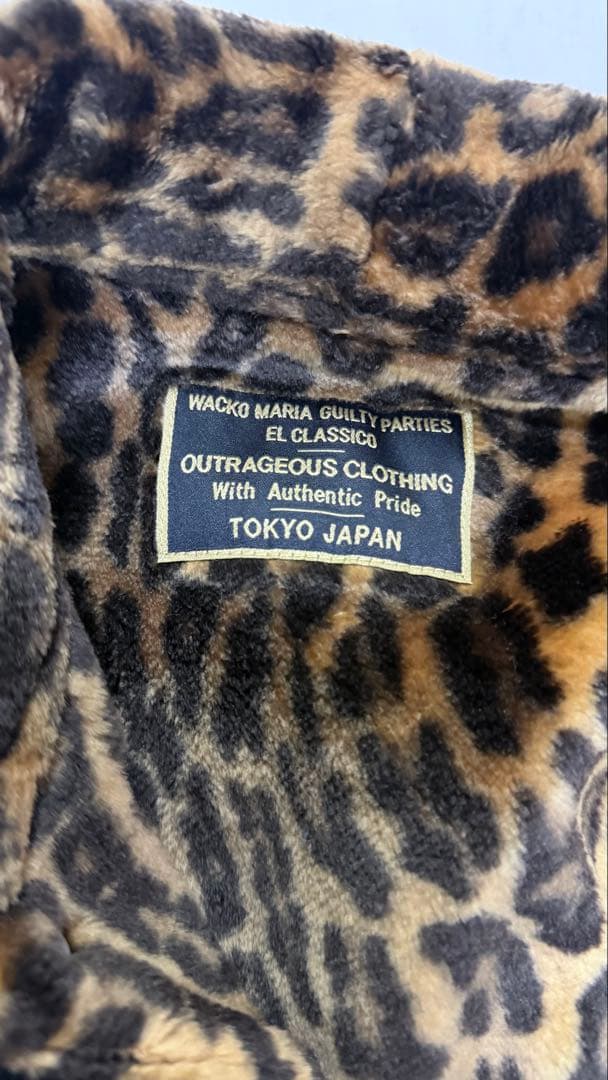 WACKO MARIA GUILTY PARTIES
EL CLASSICO
OUTRAGEOUS CLOTHING
With Authentic Pride
TOKYO JAPAN